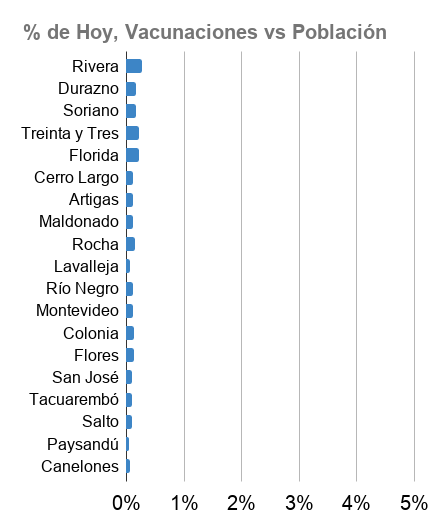 % de Hoy, Vacunaciones vs Población
Rivera
Durazno
Soriano
Treinta y Tres
Florida
Cerro Largo
Artigas
Maldonado
Rocha
Lavalleja
Río Negro
Montevideo
Colonia
Flores
San José
Tacuarembó
Salto
Paysandú
Canelones
0% 1% 2% 3% 4% 5%